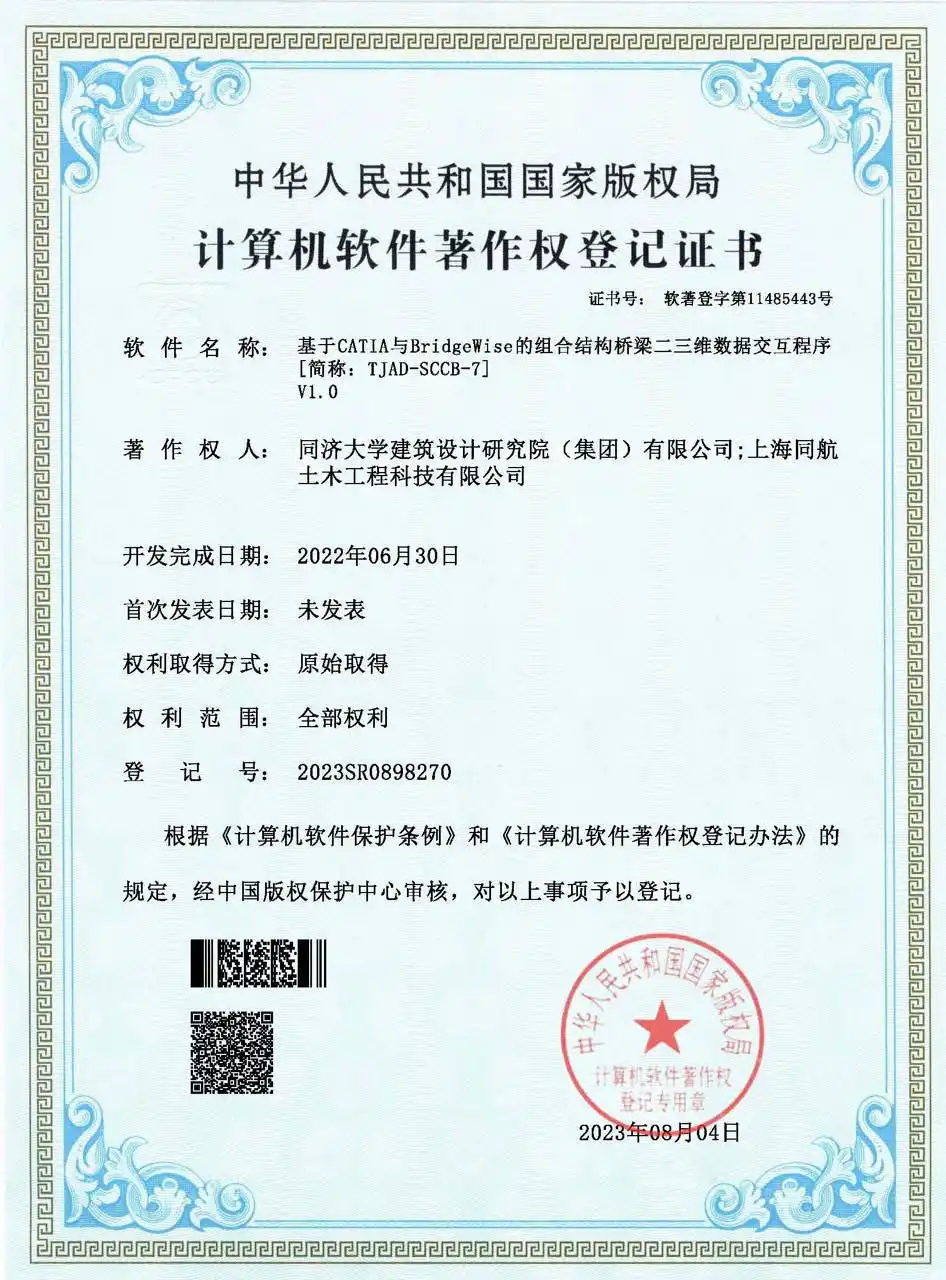 中华人民共和国国家版权局
计算机软件著作权登记证书
证书号： 软著登字第11485443号
软件名称： 基于CATIA与BridgeWise的组合结构桥梁二三维数据交互程序
[简称：TJAD-SCCB-7]
V1.0
著作权人： 同济大学建筑设计研究院（集团）有限公司;上海同航
土木工程科技有限公司
开发完成日期： 2022年06月30日
首次发表日期： 未发表
权利取得方式： 原始取得
权利范围： 全部权利
登记号： 2023SR0898270
根据《计算机软件保护条例》和《计算机软件著作权登记办法》的
规定，经中国版权保护中心审核，对以上事项予以登记。
中华人民共和国国家版权局
计算机软件著作权
登记专用章
2023年08月04日